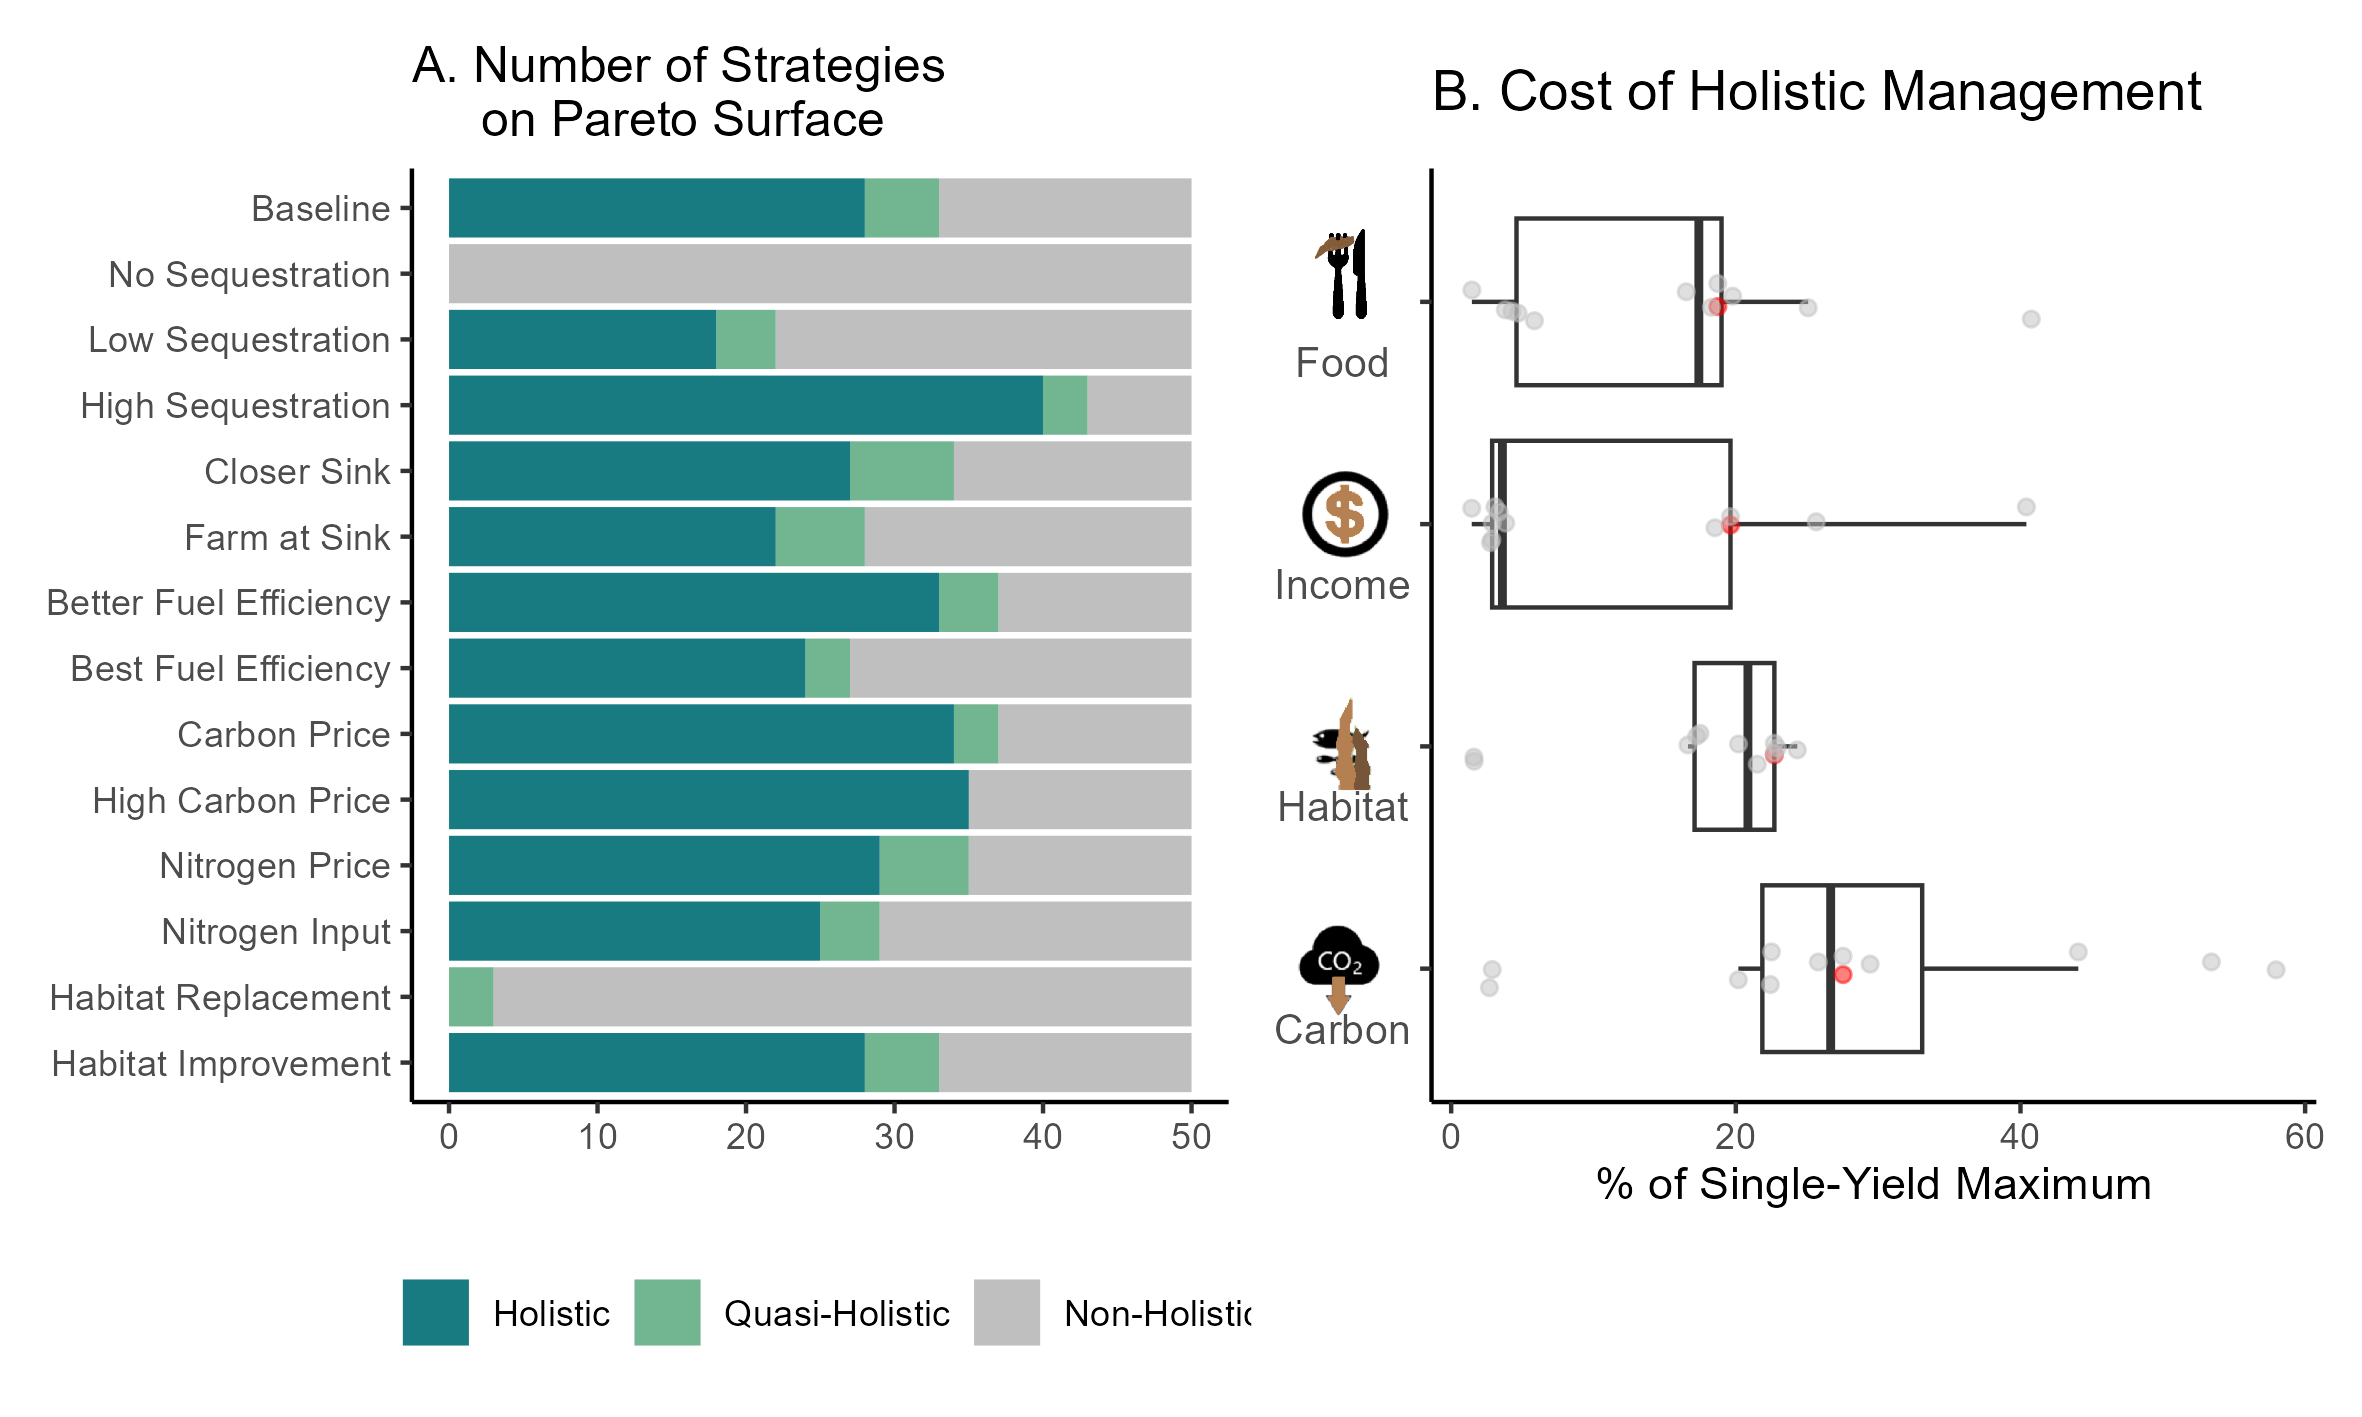 A. Number of Strategies
on Pareto Surface
Baseline
No Sequestration
Low Sequestration
High Sequestration
Closer Sink
Farm at Sink
Better Fuel Efficiency
Best Fuel Efficiency
Carbon Price
High Carbon Price
Nitrogen Price
Nitrogen Input
Habitat Replacement
Habitat Improvement
0 10 20 30 40 50
Holistic Quasi-Holistic Non-Holistic
B. Cost of Holistic Management
Food
$
Income
Habitat
CO₂
Carbon
0 20 40 60
% of Single-Yield Maximum